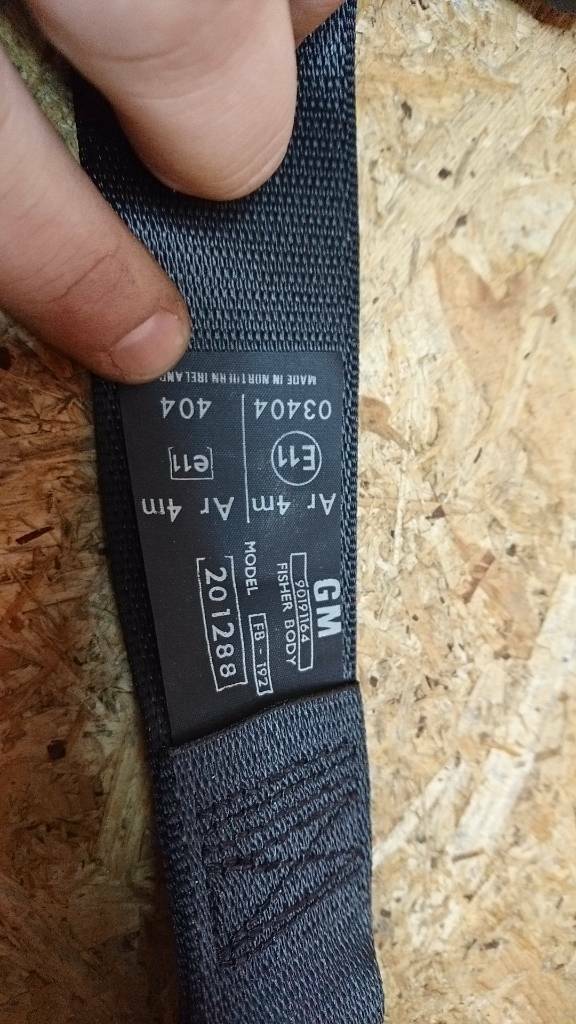 GM
FISHER BODY
90191164
MODEL
FB - 192
201288
Ar 4m
Ar 4m
E11
e11
03404
404
MADE IN NORTHERN IRELAND